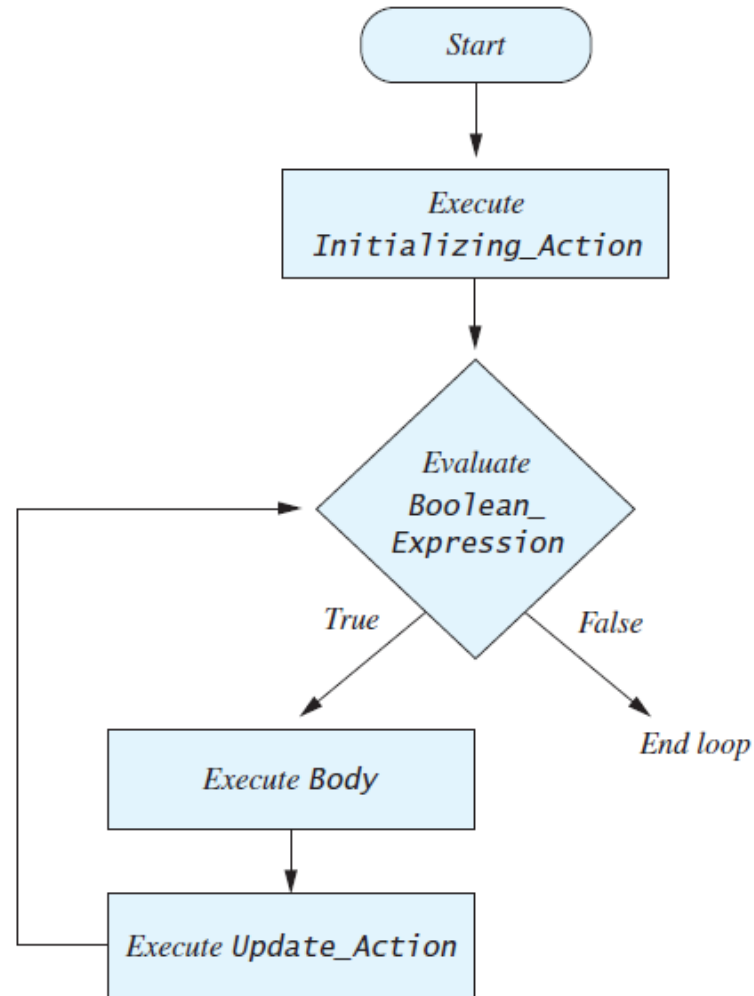 Start
Execute
Initializing_Action
Evaluate
Boolean_
Expression
True
False
End loop
Execute Body
Execute Update_Action